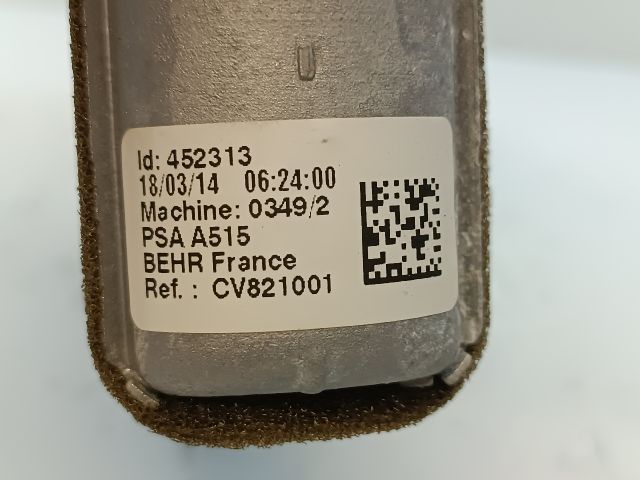 Id: 452313
18/03/14 06:24:00
Machine: 0349/2
PSA A515
BEHR France
Ref. : CV821001